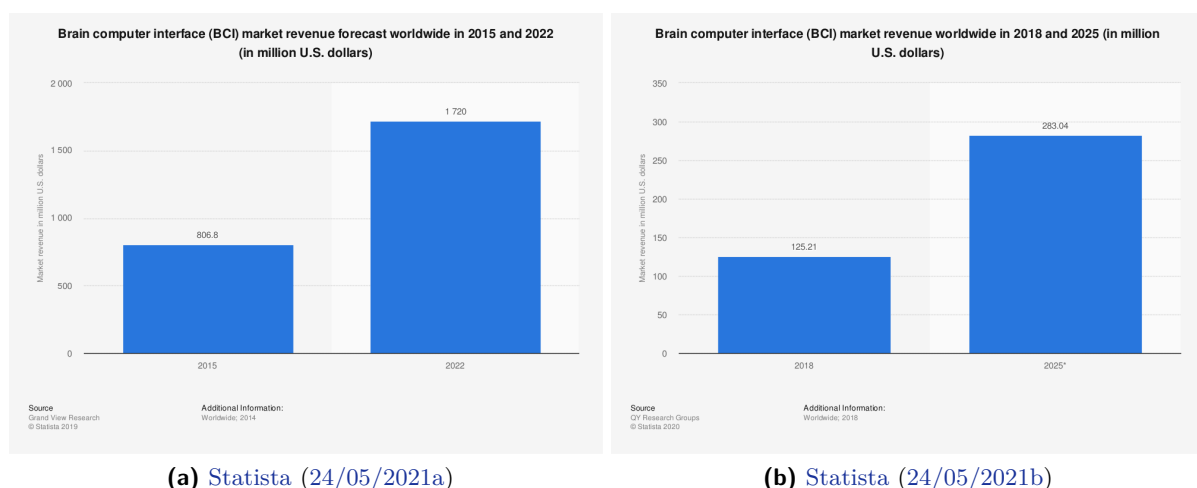 Brain computer interface (BCI) market revenue forecast worldwide in 2015 and 2022
(in million U.S. dollars)
Market revenue in million U.S. dollars
2 000
1 500
1 000
500
0
806.8
1 720
2015
2022
Source
Grand View Research
© Statista 2019
Additional Information:
Worldwide; 2014
(a) Statista (24/05/2021a)
Brain computer interface (BCI) market revenue worldwide in 2018 and 2025 (in million
U.S. dollars)
Market revenue in million U.S. dollars
350
300
250
200
150
100
50
0
125.21
283.04
2018
2025*
Source
QY Research Groups
© Statista 2020
Additional Information:
Worldwide; 2018
(b) Statista (24/05/2021b)